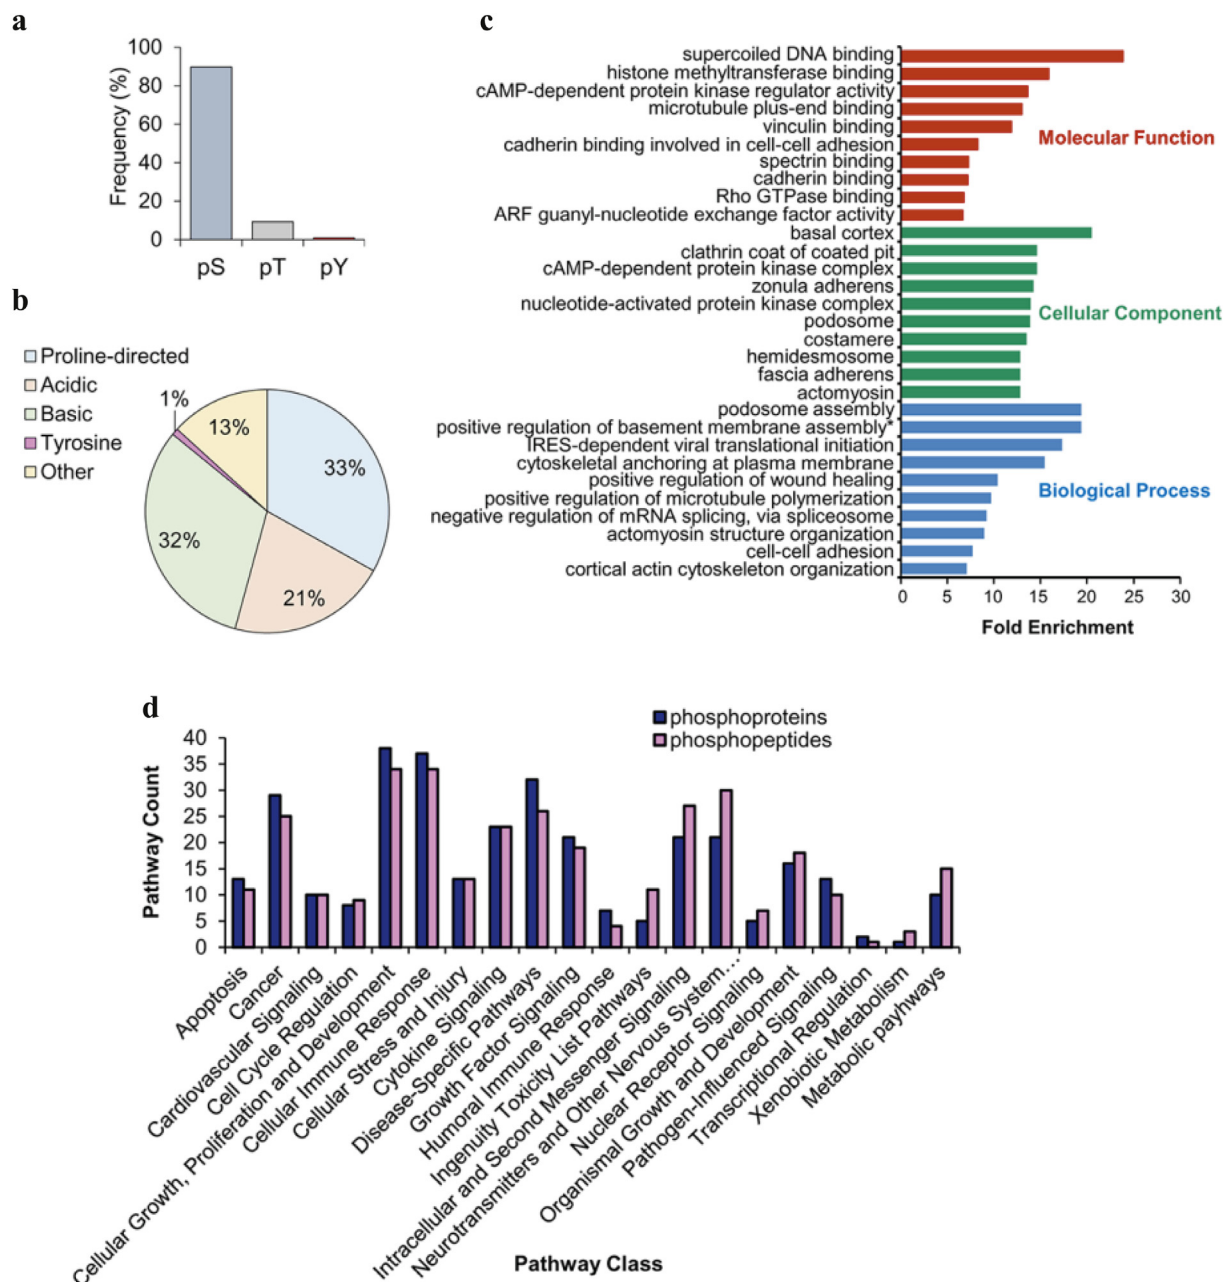 a
Frequency (%)
100
80
60
40
20
0
pS
pT
pY
b
Proline-directed
Acidic
Basic
Tyrosine
Other
1%
13%
33%
32%
21%
c
supercoiled DNA binding
histone methyltransferase binding
cAMP-dependent protein kinase regulator activity
microtubule plus-end binding
vinculin binding
cadherin binding involved in cell-cell adhesion
spectrin binding
cadherin binding
Rho GTPase binding
ARF guanyl-nucleotide exchange factor activity
basal cortex
clathrin coat of coated pit
cAMP-dependent protein kinase complex
zonula adherens
nucleotide-activated protein kinase complex
podosome
costamere
hemidesmosome
fascia adherens
actomyosin
podosome assembly
positive regulation of basement membrane assembly*
IRES-dependent viral translational initiation
cytoskeletal anchoring at plasma membrane
positive regulation of wound healing
positive regulation of microtubule polymerization
negative regulation of mRNA splicing, via spliceosome
actomyosin structure organization
cell-cell adhesion
cortical actin cytoskeleton organization
Molecular Function
Cellular Component
Biological Process
0 5 10 15 20 25 30
Fold Enrichment
d
phosphoproteins
phosphopeptides
Pathway Count
40
35
30
25
20
15
10
5
0
Apoptosis
Cancer
Cardiovascular Signaling
Cell Cycle Regulation
Cellular Growth, Proliferation and Development
Cellular Immune Response
Cellular Stress and Injury
Cytokine Signaling
Disease-Specific Pathways
Growth Factor Signaling
Humoral Immune Response
Ingenuity Toxicity List Pathways
Intracellular and Second Messenger Signaling
Neurotransmitters and Other Nervous System...
Nuclear Receptor Signaling
Organismal Growth and Development
Pathogen-Influenced Signaling
Transcriptional Regulation
Xenobiotic Metabolism
Metabolic payhways
Pathway Class